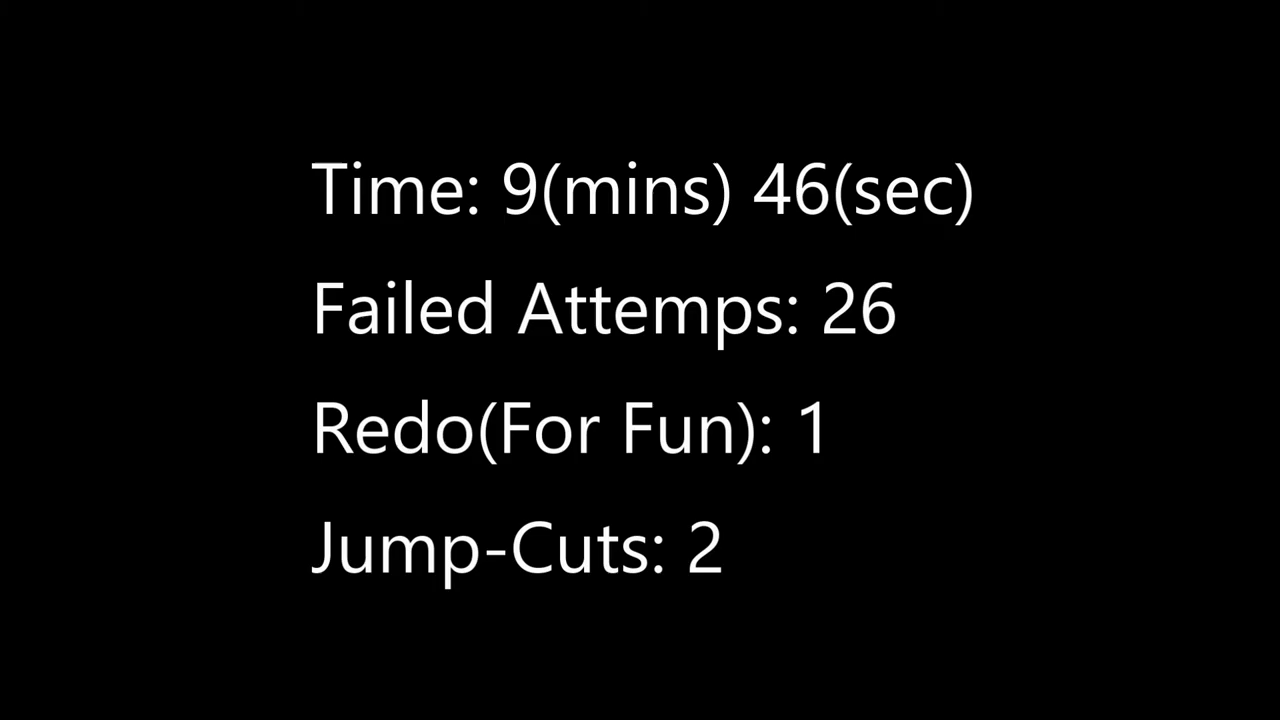 Time: 9(mins) 46(sec)
Failed Attemps: 26
Redo(For Fun): 1
Jump-Cuts: 2